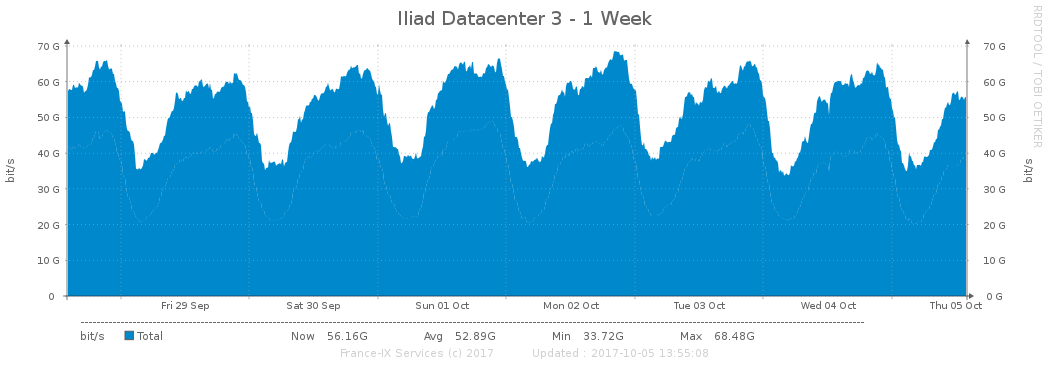 Iliad Datacenter 3 - 1 Week
RRDTOOL / TOBI OETIKER
70 G 70 G
60 G 60 G
50 G 50 G
40 G 40 G
30 G 30 G
20 G 20 G
10 G 10 G
0 0 G
bit/s bit/s
Fri 29 Sep Sat 30 Sep Sun 01 Oct Mon 02 Oct Tue 03 Oct Wed 04 Oct Thu 05 Oct
bit/s Total Now 56.16G Avg 52.89G Min 33.72G Max 68.48G
France-IX Services (c) 2017 Updated : 2017-10-05 13:55:08